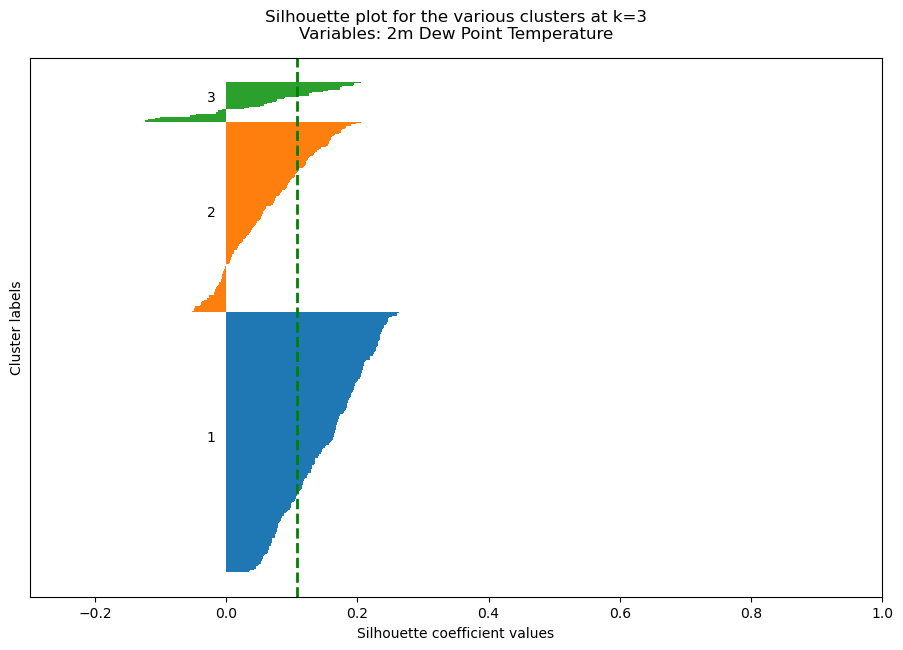 Silhouette plot for the various clusters at k=3
Variables: 2m Dew Point Temperature
3
2
1
Cluster labels
−0.2 0.0 0.2 0.4 0.6 0.8 1.0
Silhouette coefficient values